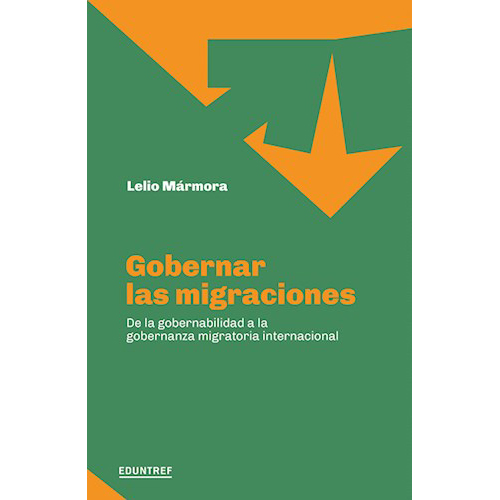 Lelio Mármora
Gobernar
las migraciones
De la gobernabilidad a la
gobernanza migratoria internacional
EDUNTREF